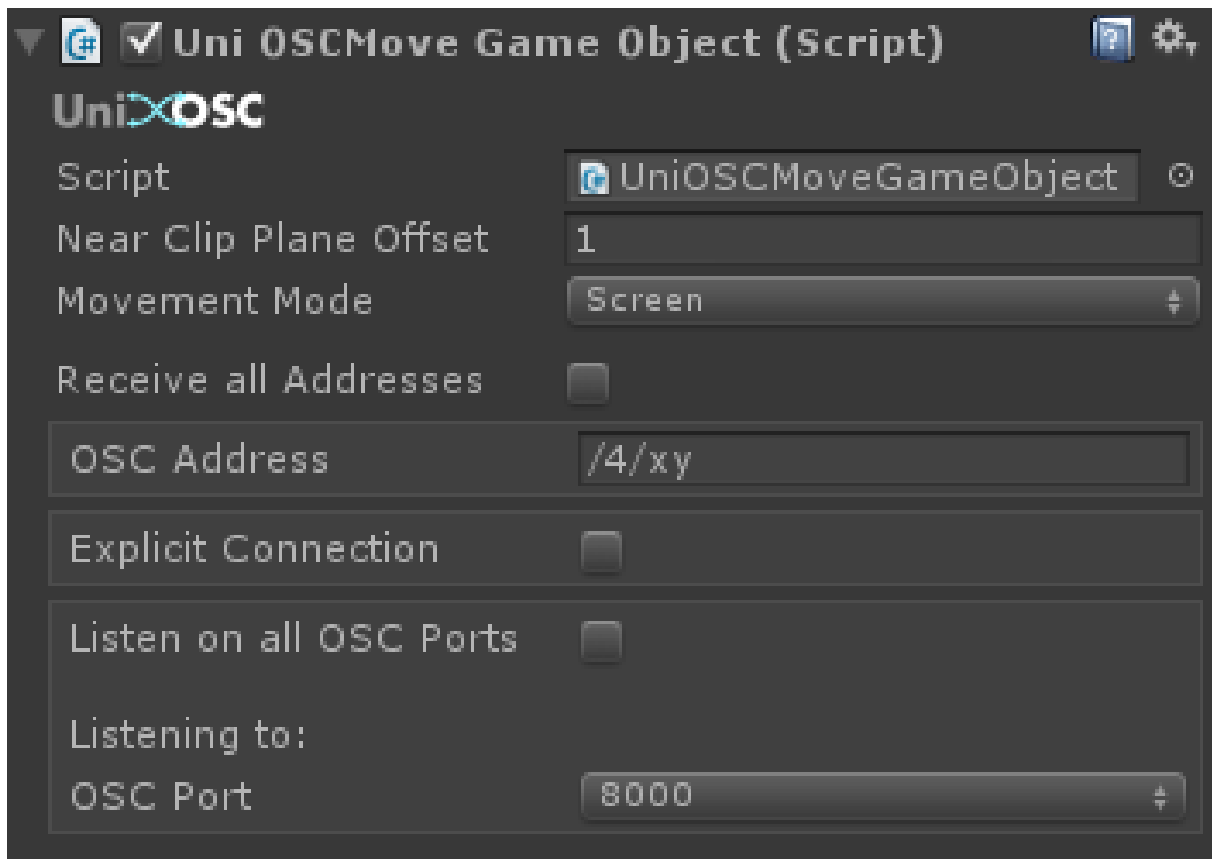 Uni OSCMove Game Object (Script)
UniOSC
Script UniOSCMoveGameObject
Near Clip Plane Offset 1
Movement Mode Screen
Receive all Addresses
OSC Address /4/xy
Explicit Connection
Listen on all OSC Ports
Listening to:
OSC Port 8000